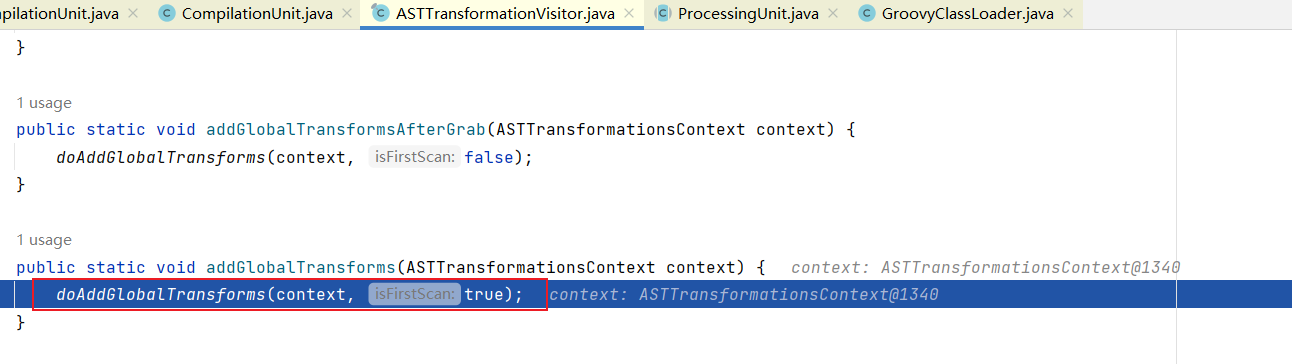 pilationUnit.java × CompilationUnit.java × ASTTransformationVisitor.java × ProcessingUnit.java × GroovyClassLoader.java ×
}
1 usage
public static void addGlobalTransformsAfterGrab(ASTTransformationsContext context) {
doAddGlobalTransforms(context, isFirstScan: false);
}
1 usage
public static void addGlobalTransforms(ASTTransformationsContext context) { context: ASTTransformationsContext@1340
doAddGlobalTransforms(context, isFirstScan: true); context: ASTTransformationsContext@1340
}